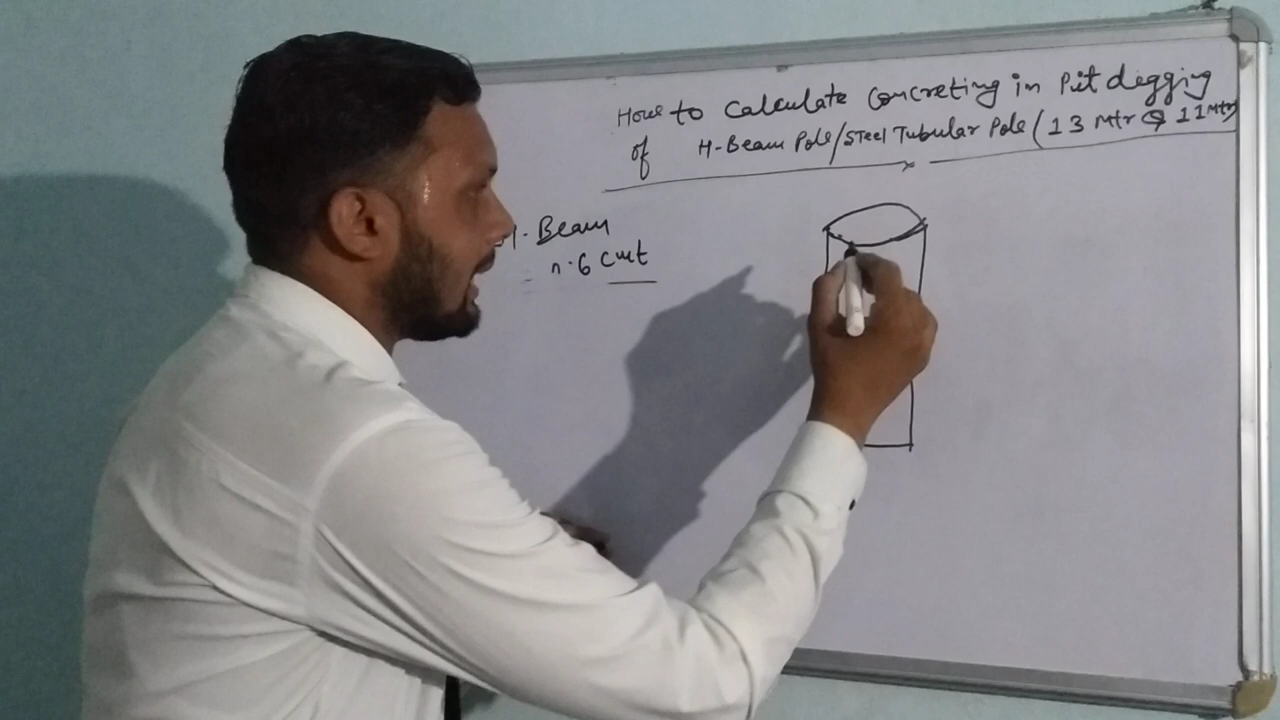 How to Calculate Concreting in Pit digging
of H-Beam Pole/Steel Tubular Pole (13 Mtr & 11 Mtr)
H-Beam
0.6 Cmt